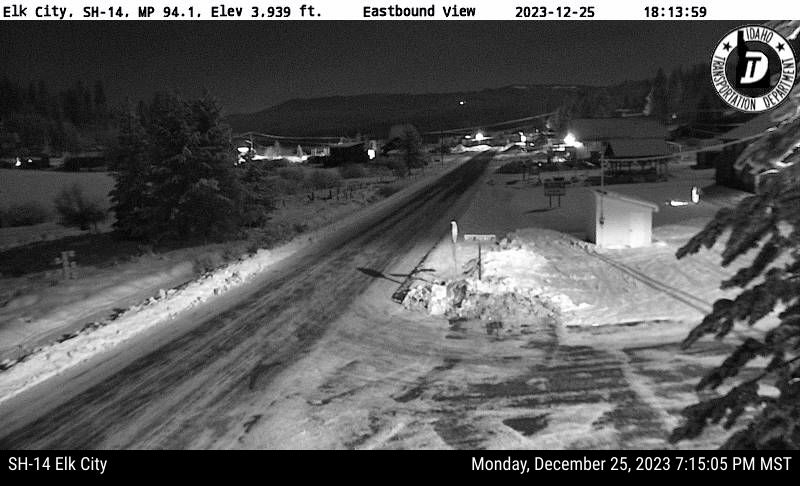 Elk City, SH-14, MP 94.1, Elev 3,939 ft. Eastbound View 2023-12-25 18:13:59
IDAHO
TRANSPORTATION DEPARTMENT
SH-14 Elk City Monday, December 25, 2023 7:15:05 PM MST